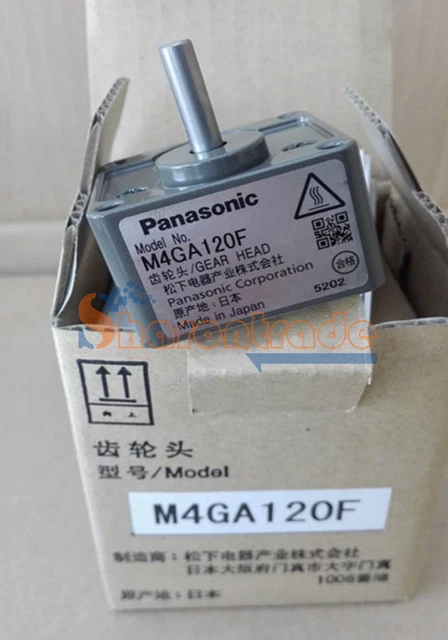 Panasonic
Model No.
M4GA120F
齿轮头/GEAR HEAD
松下电器产业株式会社
Panasonic Corporation
原产地:日本
Made in Japan
合格
5202
Sharetrade
向上
齿轮头
型号/Model
M4GA120F
制造商:松下电器产业株式会社
日本大阪府门真市大字门真
1006番地
原产地:日本